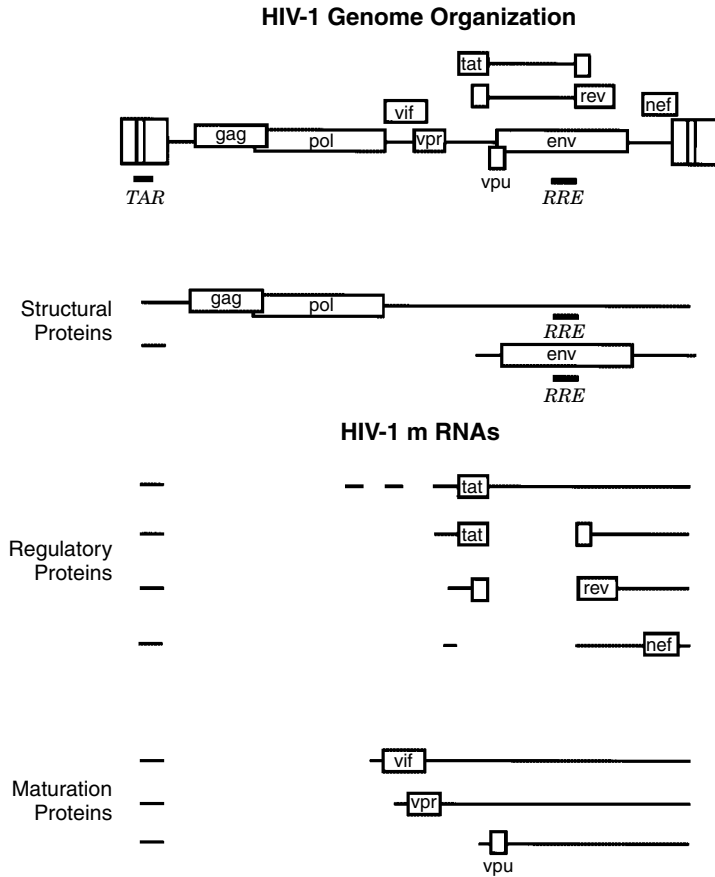 HIV-1 Genome Organization
tat
rev
vif
nef
gag
pol
vpr
env
vpu
TAR
RRE
Structural
Proteins
gag
pol
RRE
env
RRE
HIV-1 m RNAs
Regulatory
Proteins
tat
tat
rev
nef
Maturation
Proteins
vif
vpr
vpu